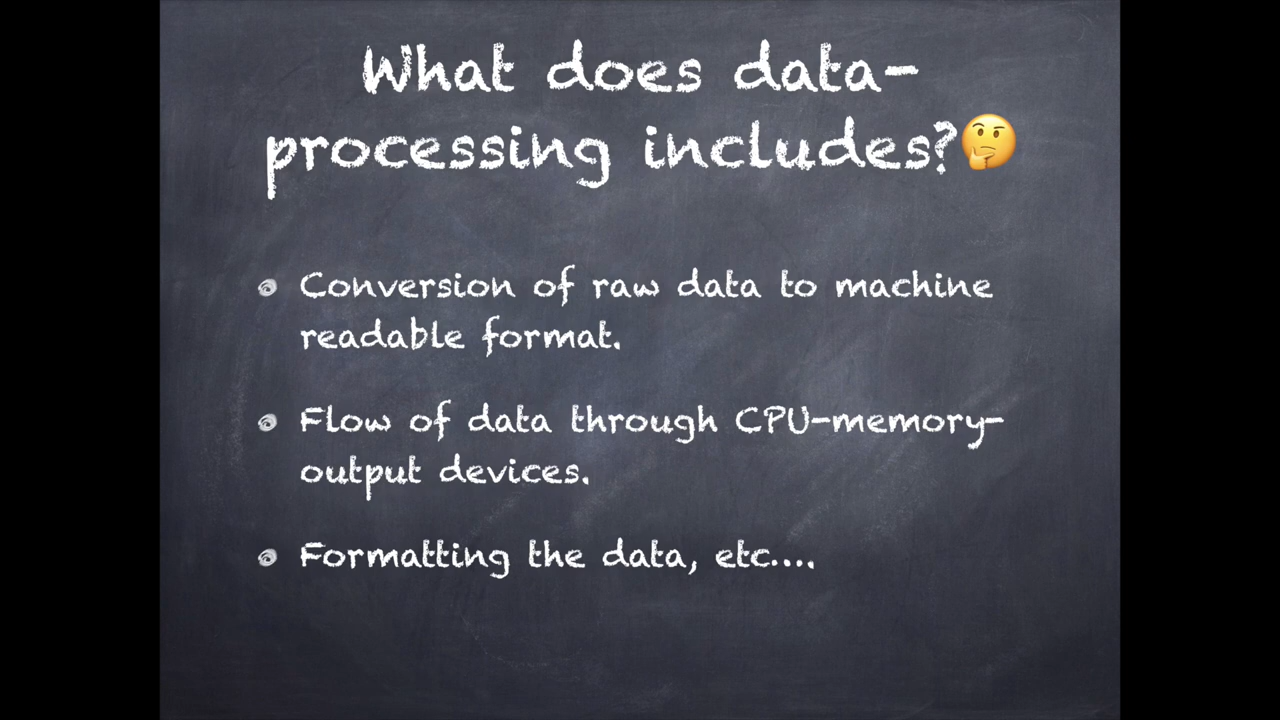 What does data-
processing includes?🤔
Conversion of raw data to machine
readable format.
Flow of data through CPU-memory-
output devices.
Formatting the data, etc....